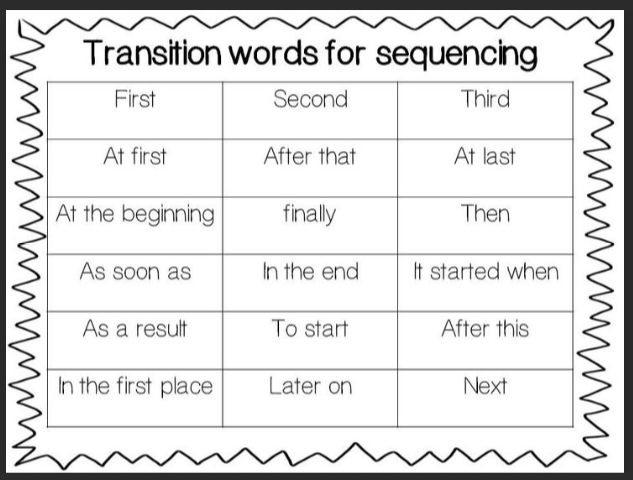 Transition words for sequencing
First Second Third
At first After that At last
At the beginning finally Then
As soon as In the end It started when
As a result To start After this
In the first place Later on Next